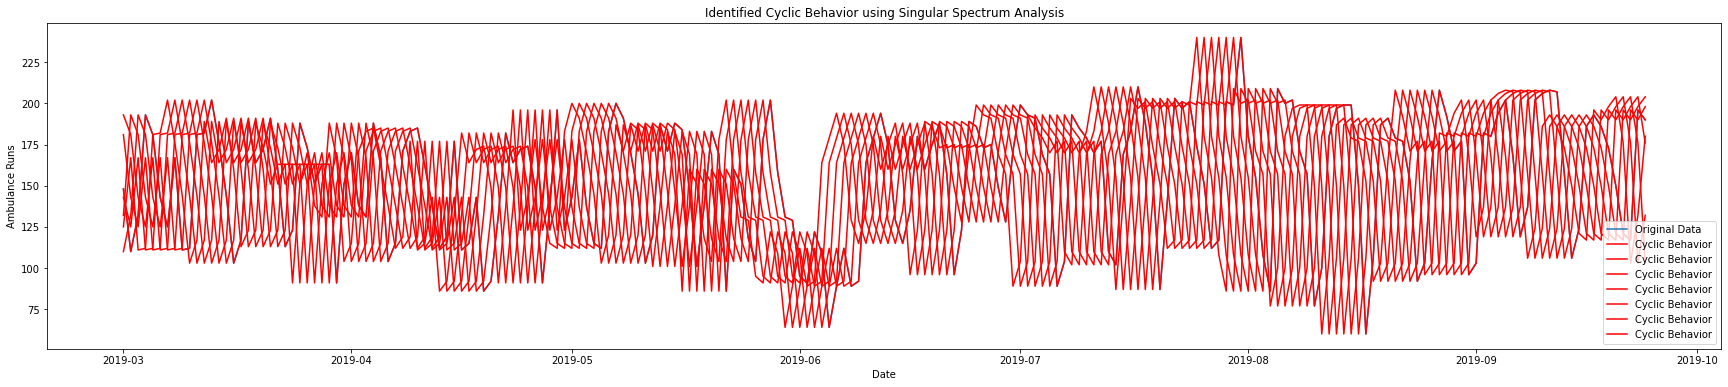 Identified Cyclic Behavior using Singular Spectrum Analysis
Ambulance Runs
225
200
175
150
125
100
75
Original Data
Cyclic Behavior
Cyclic Behavior
Cyclic Behavior
Cyclic Behavior
Cyclic Behavior
Cyclic Behavior
Cyclic Behavior
2019-03
2019-04
2019-05
2019-06
2019-07
2019-08
2019-09
2019-10
Date